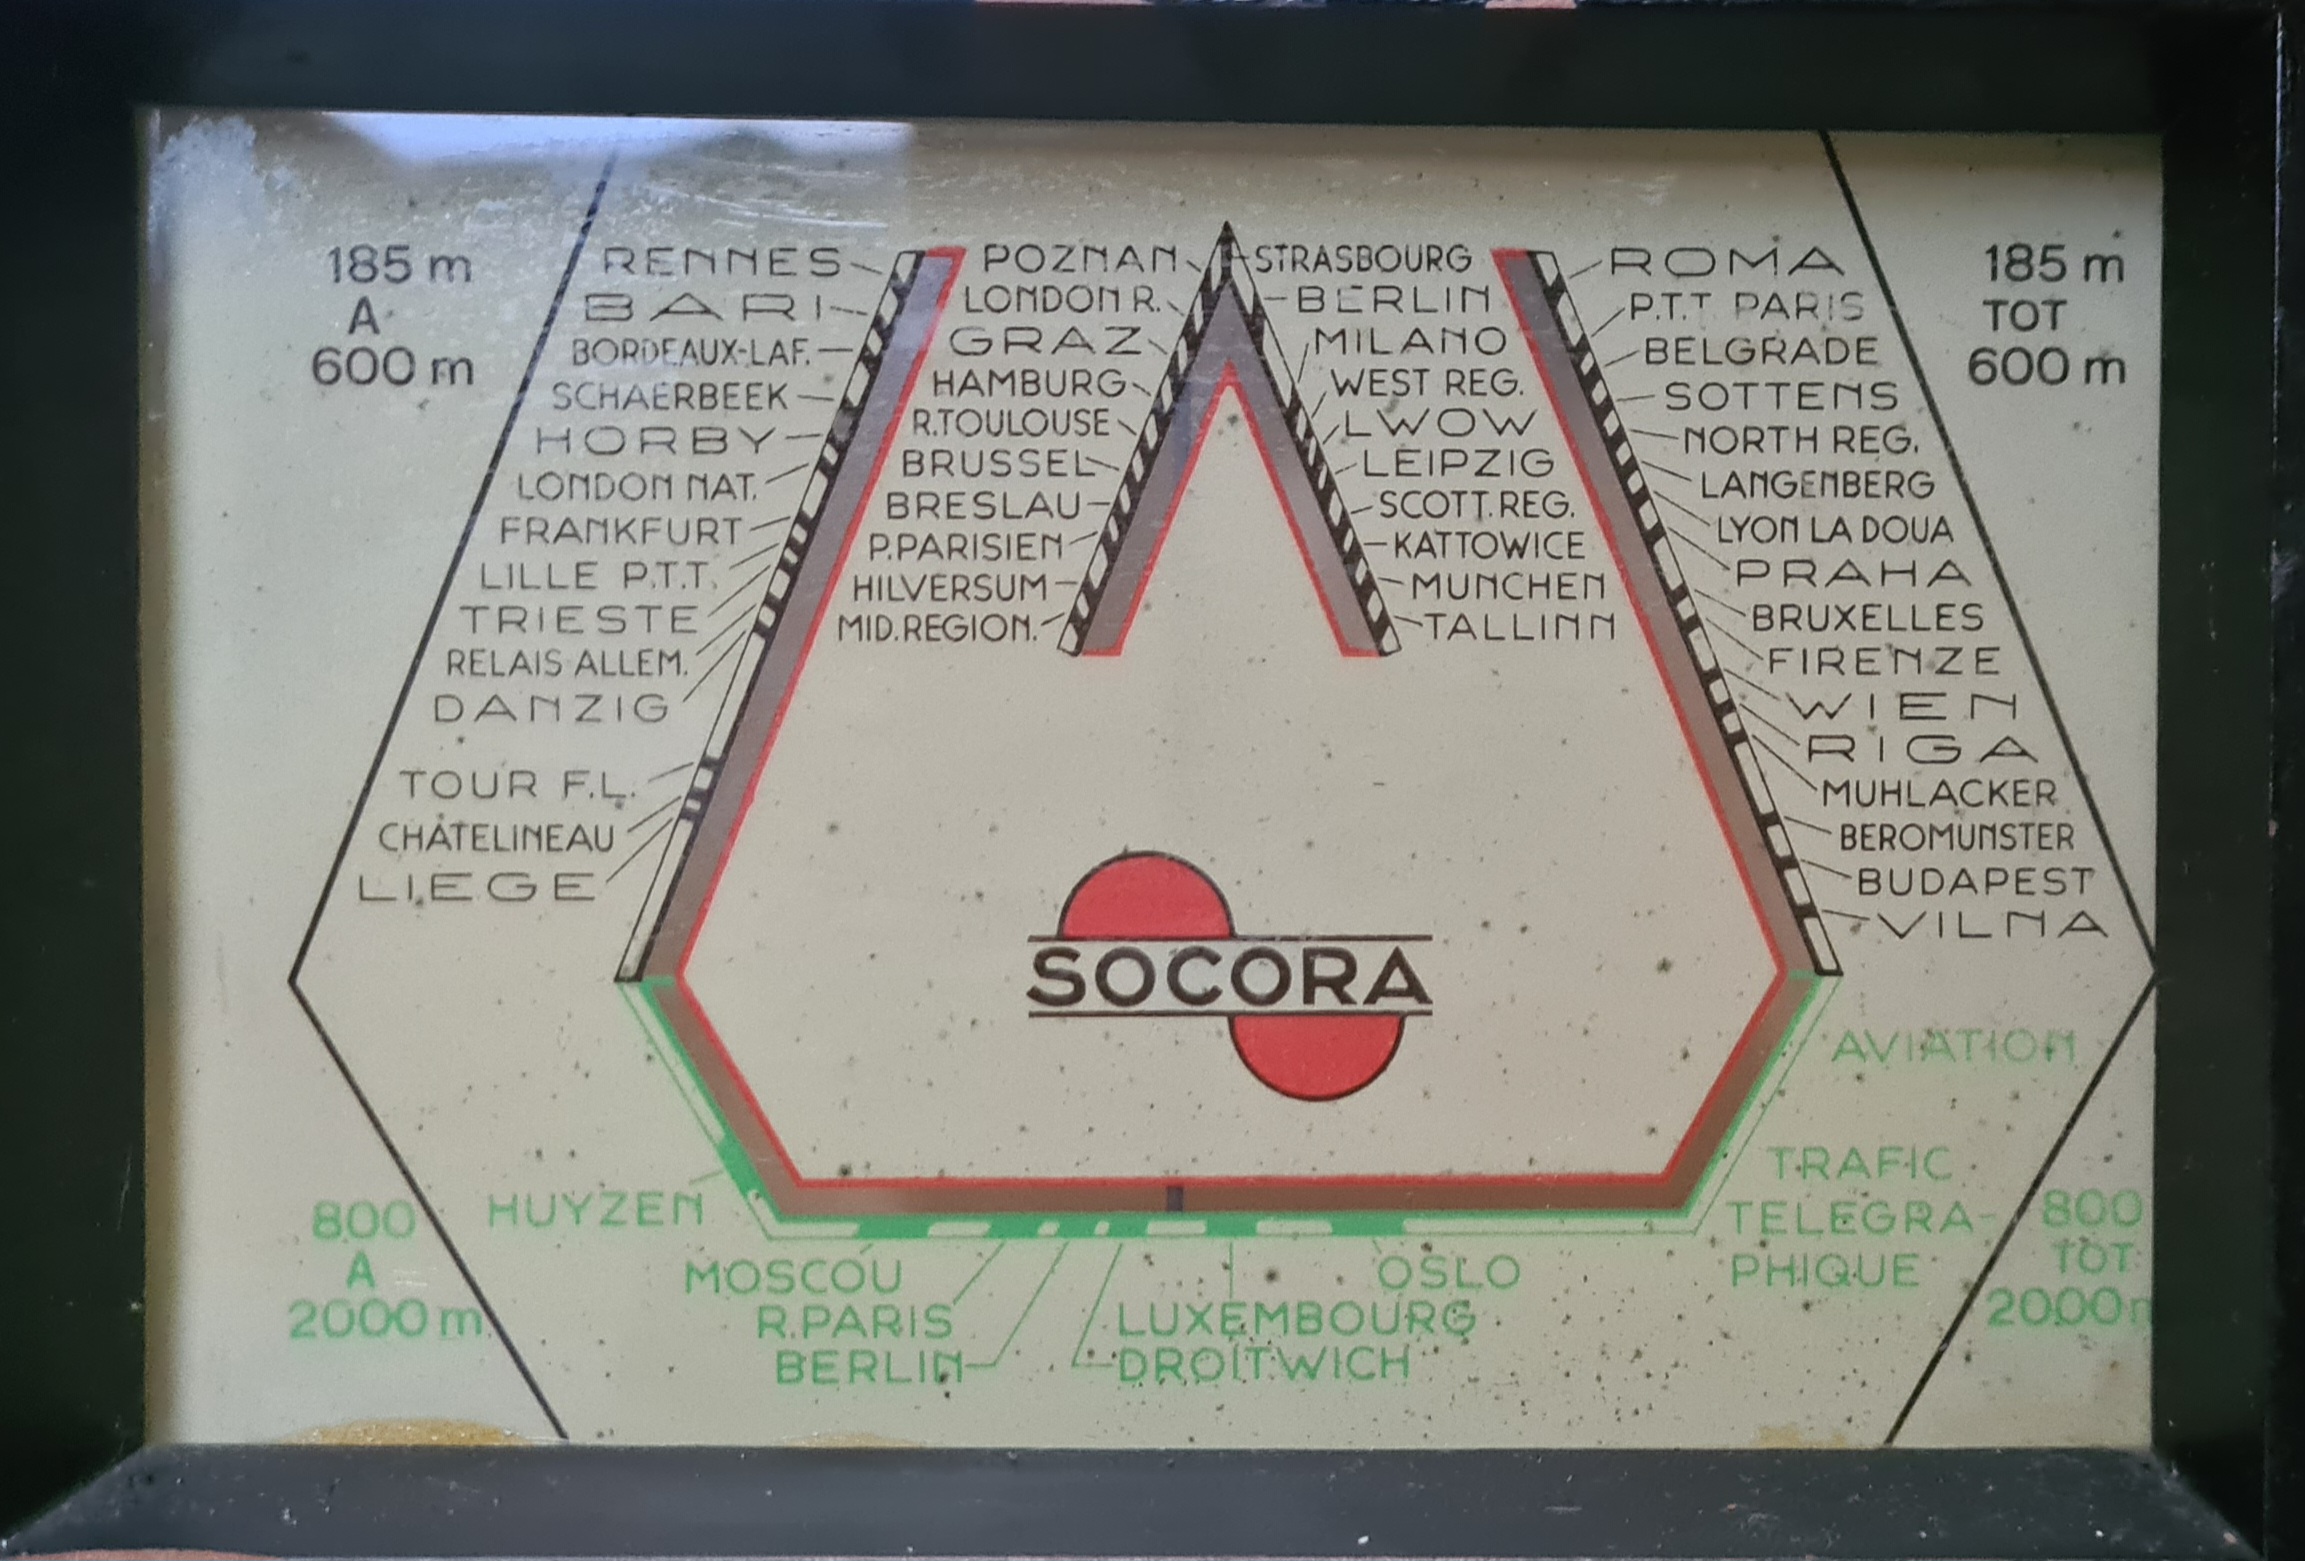 185 m
A
600 m
RENNES
BARI
BORDEAUX-LAF.
SCHAERBEEK
HORBY
LONDON NAT.
FRANKFURT
LILLE P.T.T.
TRIESTE
RELAIS ALLEM.
DANZIG
TOUR F.L.
CHÂTELINEAU
LIEGE
POZNAN
LONDON R.
GRAZ
HAMBURG
R.TOULOUSE
BRUSSEL
BRESLAU
P.PARISIEN
HILVERSUM
MID.REGION.
STRASBOURG
BERLIN
MILANO
WEST REG.
LWOW
LEIPZIG
SCOTT.REG.
KATTOWICE
MUNCHEN
TALLINN
ROMA
P.T.T PARIS
BELGRADE
SOTTENS
NORTH REG.
LANGENBERG
LYON LA DOUA
PRAHA
BRUXELLES
FIRENZE
WIEN
RIGA
MUHLACKER
BEROMUNSTER
BUDAPEST
VILNA
185 m
TOT
600 m
SOCORA
800
A
2000 m
HUYZEN
MOSCOU
R.PARIS
BERLIN
LUXEMBOURG
DROITWICH
OSLO
AVIATION
TRAFIC
TELEGRA-
PHIQUE
800
TOT
2000 m